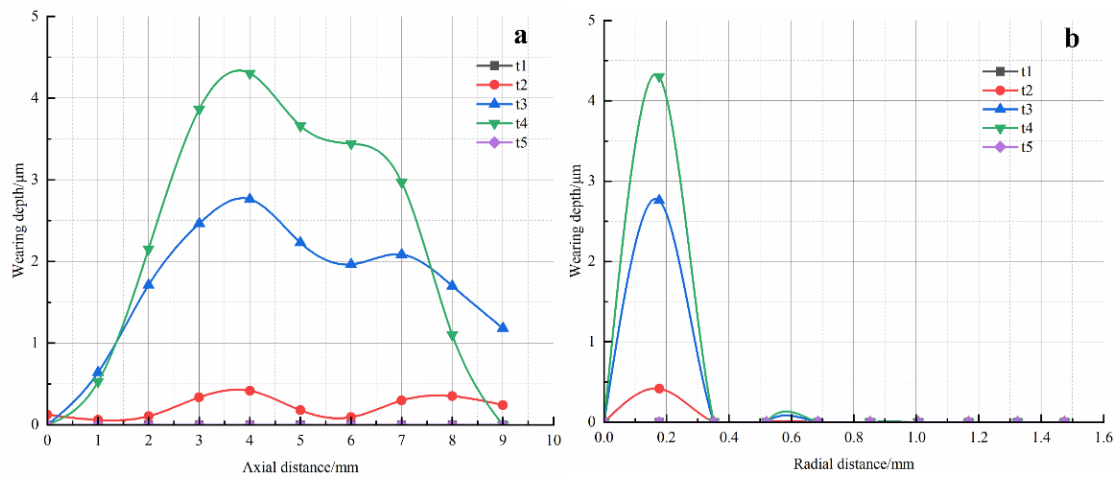 a
t1
t2
t3
t4
t5
5
4
3
2
1
0
Wearing depth/μm
0 1 2 3 4 5 6 7 8 9 10
Axial distance/mm
b
t1
t2
t3
t4
t5
5
4
3
2
1
0
Wearing depth/μm
0.0 0.2 0.4 0.6 0.8 1.0 1.2 1.4 1.6
Radial distance/mm